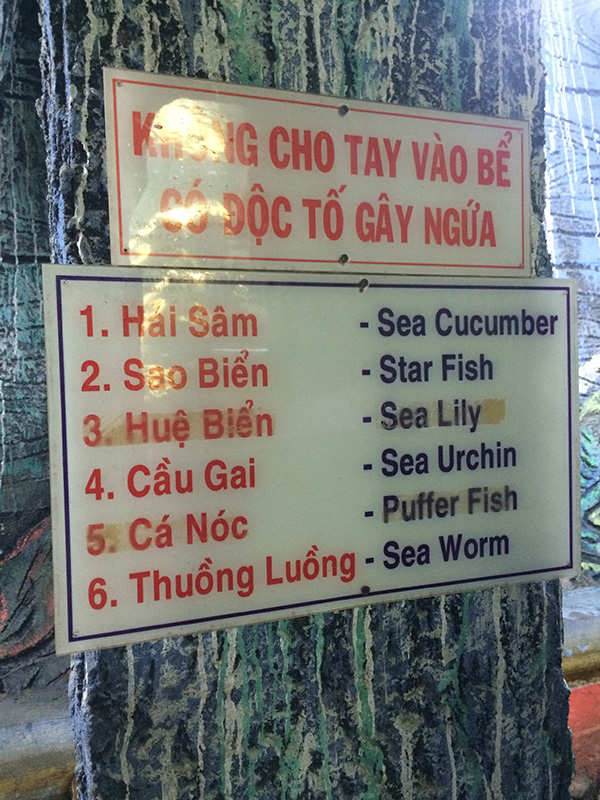 KHÔNG CHO TAY VÀO BỂ
CÓ ĐỘC TỐ GÂY NGỨA
1. Hải Sâm - Sea Cucumber
2. Sao Biển - Star Fish
3. Huệ Biển - Sea Lily
4. Cầu Gai - Sea Urchin
5. Cá Nóc - Puffer Fish
6. Thuồng Luồng - Sea Worm